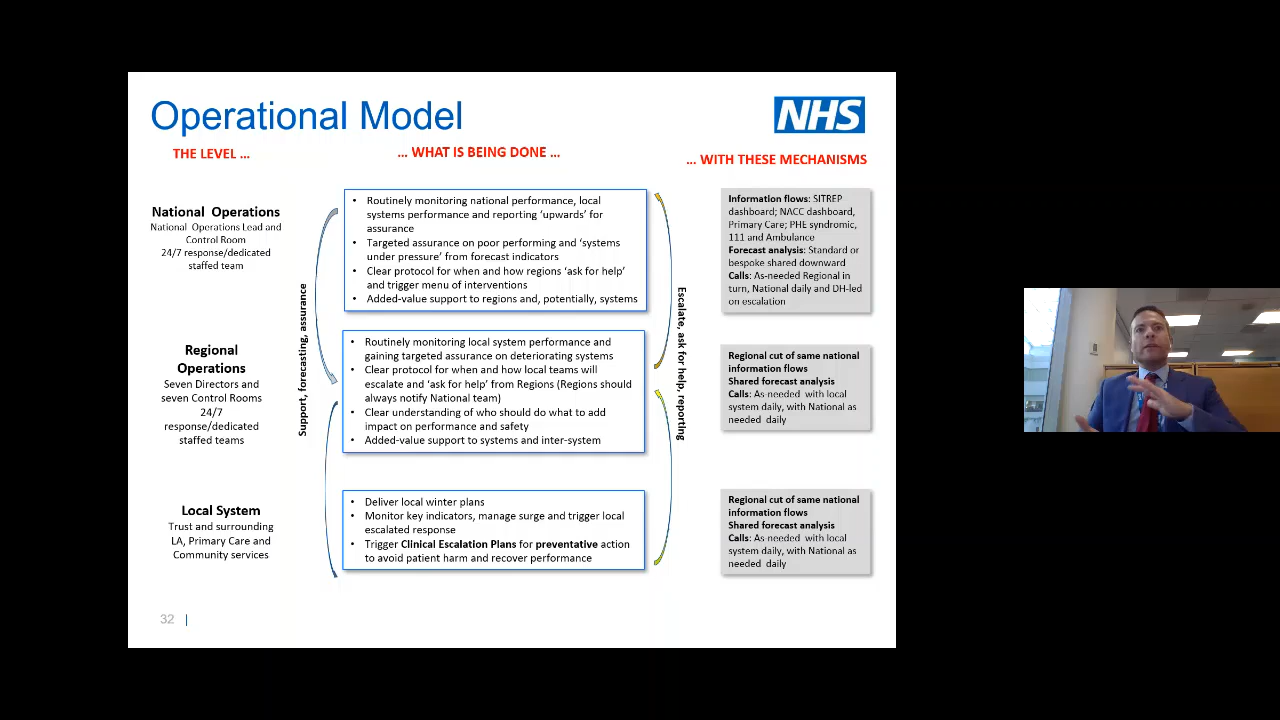 Operational Model
NHS
THE LEVEL ...
... WHAT IS BEING DONE ...
... WITH THESE MECHANISMS
National Operations
National Operations Lead and
Control Room
24/7 response/dedicated
staffed team
• Routinely monitoring national performance, local
systems performance and reporting ‘upwards’ for
assurance
• Targeted assurance on poor performing and ‘systems
under pressure’ from forecast indicators
• Clear protocol for when and how regions ‘ask for help’
and trigger menu of interventions
• Added-value support to regions and, potentially, systems
Information flows: SITREP
dashboard; NACC dashboard,
Primary Care; PHE syndromic,
111 and Ambulance
Forecast analysis: Standard or
bespoke shared downward
Calls: As-needed Regional in
turn, National daily and DH-led
on escalation
Support, forecasting, assurance
Escalate, ask for help, reporting
Regional
Operations
Seven Directors and
seven Control Rooms
24/7
response/dedicated
staffed teams
• Routinely monitoring local system performance and
gaining targeted assurance on deteriorating systems
• Clear protocol for when and how local teams will
escalate and ‘ask for help’ from Regions (Regions should
always notify National team)
• Clear understanding of who should do what to add
impact on performance and safety
• Added-value support to systems and inter-system
Regional cut of same national
information flows
Shared forecast analysis
Calls: As-needed with local
system daily, with National as
needed daily
Local System
Trust and surrounding
LA, Primary Care and
Community services
• Deliver local winter plans
• Monitor key indicators, manage surge and trigger local
escalated response
• Trigger Clinical Escalation Plans for preventative action
to avoid patient harm and recover performance
Regional cut of same national
information flows
Shared forecast analysis
Calls: As-needed with local
system daily, with National as
needed daily
32 |